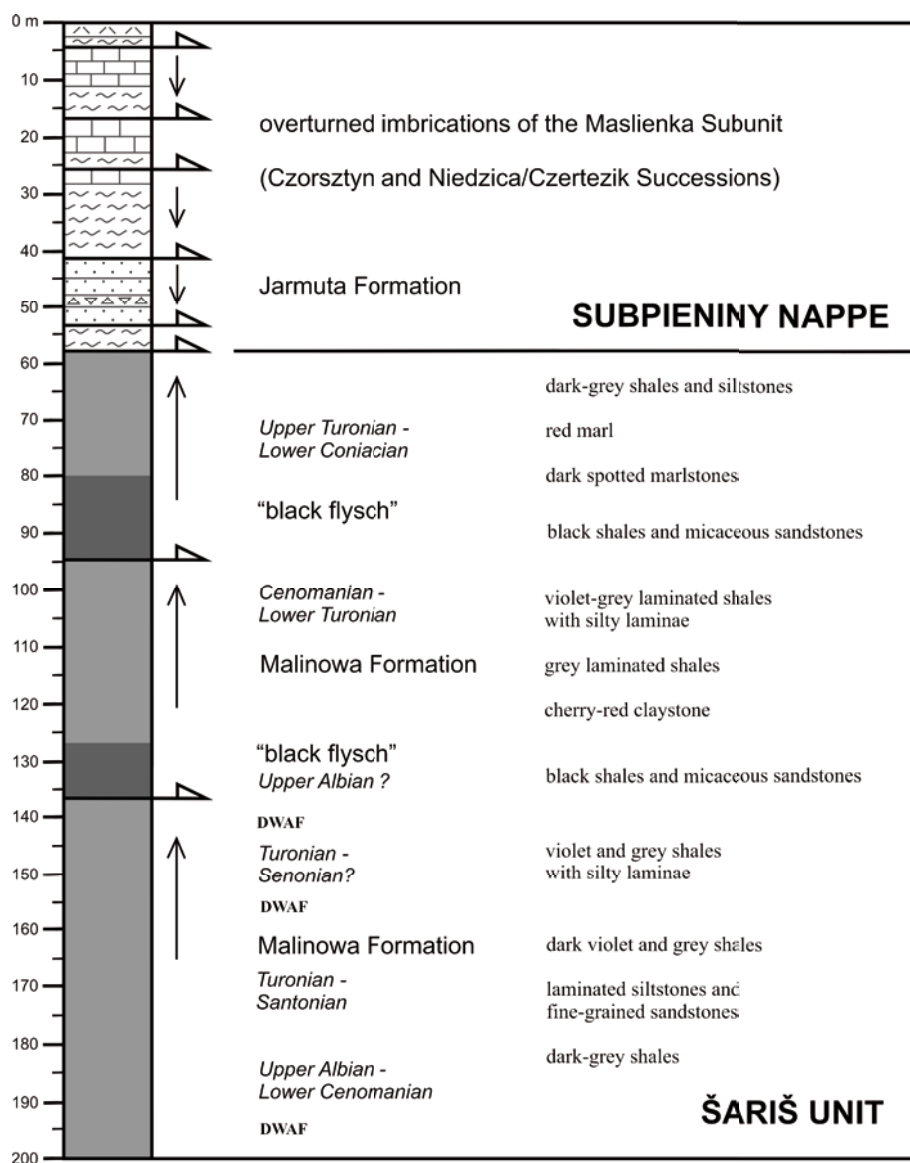 0 m
10
20
30
40
50
60
70
80
90
100
110
120
130
140
150
160
170
180
190
200
overturned imbrications of the Maslienka Subunit
(Czorsztyn and Niedzica/Czertezik Successions)
Jarmuta Formation
SUBPIENINY NAPPE
dark-grey shales and siltstones
Upper Turonian -
Lower Coniacian
red marl
dark spotted marlstones
“black flysch”
black shales and micaceous sandstones
Cenomanian -
Lower Turonian
violet-grey laminated shales
with silty laminae
Malinowa Formation
grey laminated shales
cherry-red claystone
“black flysch”
Upper Albian ?
black shales and micaceous sandstones
DWAF
Turonian -
Senonian?
violet and grey shales
with silty laminae
DWAF
Malinowa Formation
dark violet and grey shales
Turonian -
Santonian
laminated siltstones and
fine-grained sandstones
dark-grey shales
Upper Albian -
Lower Cenomanian
ŠARIŠ UNIT
DWAF